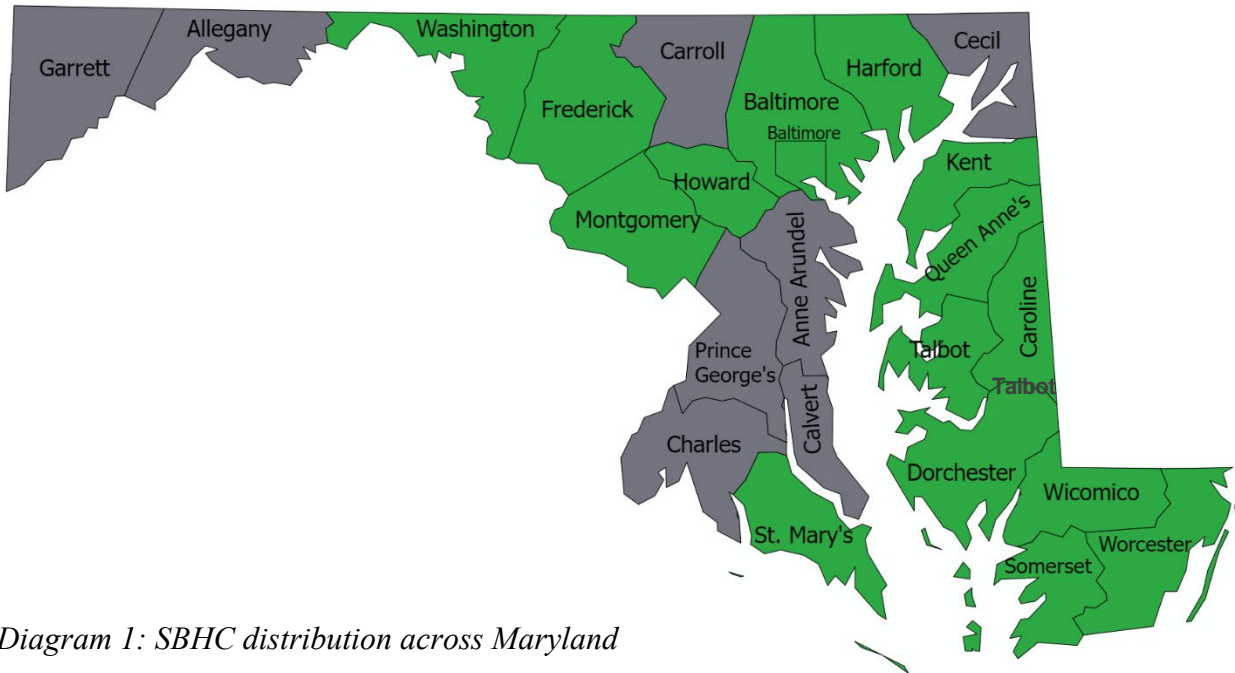 Garrett
Allegany
Washington
Frederick
Carroll
Baltimore
Baltimore
Harford
Cecil
Howard
Montgomery
Kent
Queen Anne's
Anne Arundel
Caroline
Talbot
Talbot
Prince
George's
Calvert
Charles
Dorchester
Wicomico
St. Mary's
Somerset
Worcester
Diagram 1: SBHC distribution across Maryland